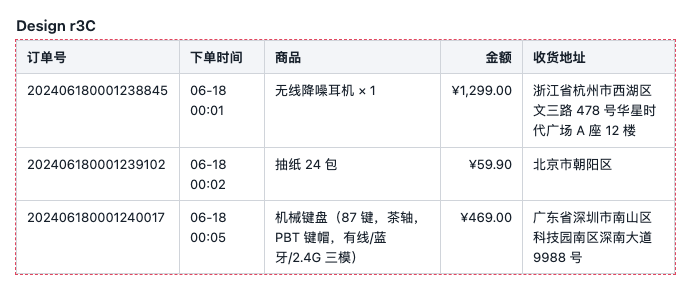 Design r3C
订单号 下单时间 商品 金额 收货地址
202406180001238845 06-18 无线降噪耳机 × 1 ¥1,299.00 浙江省杭州市西湖区
00:01 文三路 478 号华星时
代广场 A 座 12 楼
202406180001239102 06-18 抽纸 24 包 ¥59.90 北京市朝阳区
00:02
202406180001240017 06-18 机械键盘（87 键，茶轴， ¥469.00 广东省深圳市南山区
00:05 PBT 键帽，有线/蓝 科技园南区深南大道
牙/2.4G 三模） 9988 号